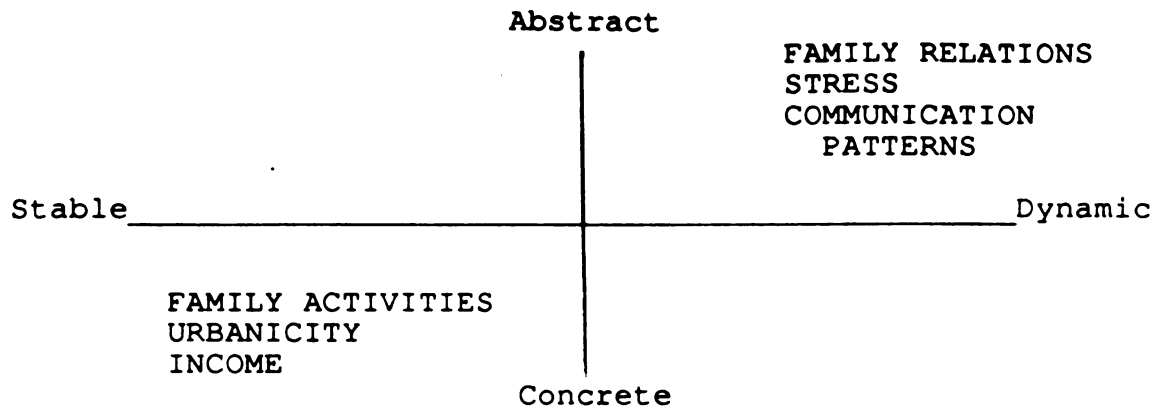 Abstract
FAMILY RELATIONS
STRESS
COMMUNICATION
PATTERNS
Stable
Dynamic
FAMILY ACTIVITIES
URBANICITY
INCOME
Concrete